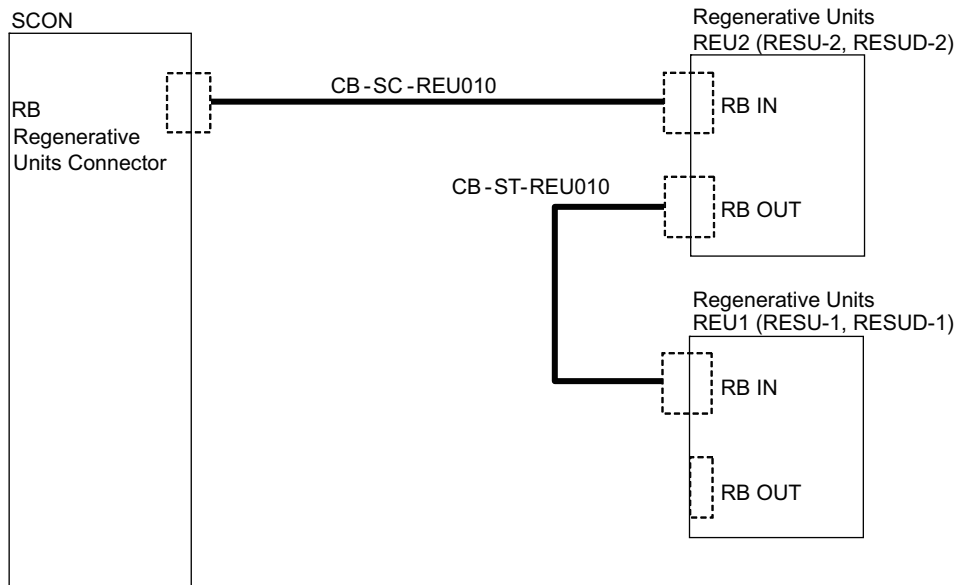 SCON
RB
Regenerative
Units Connector
CB-SC-REU010
Regenerative Units
REU2 (RESU-2, RESUD-2)
RB IN
RB OUT
CB-ST-REU010
Regenerative Units
REU1 (RESU-1, RESUD-1)
RB IN
RB OUT